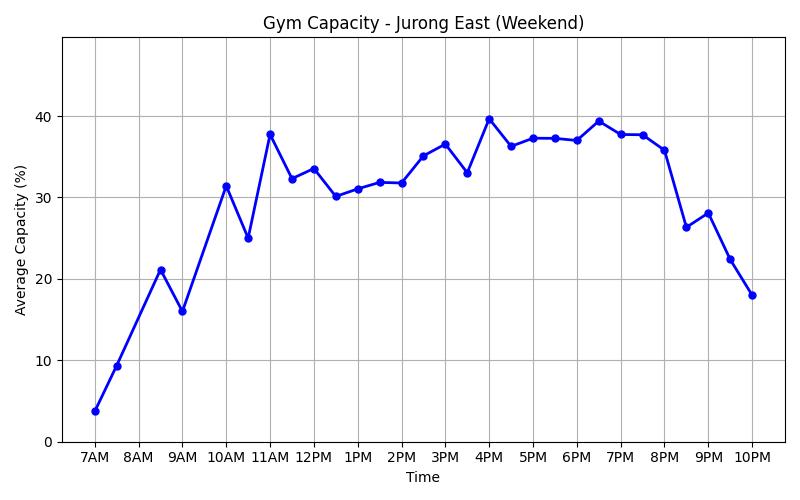 Gym Capacity - Jurong East (Weekend)
Average Capacity (%)
40
30
20
10
0
7AM 8AM 9AM 10AM 11AM 12PM 1PM 2PM 3PM 4PM 5PM 6PM 7PM 8PM 9PM 10PM
Time